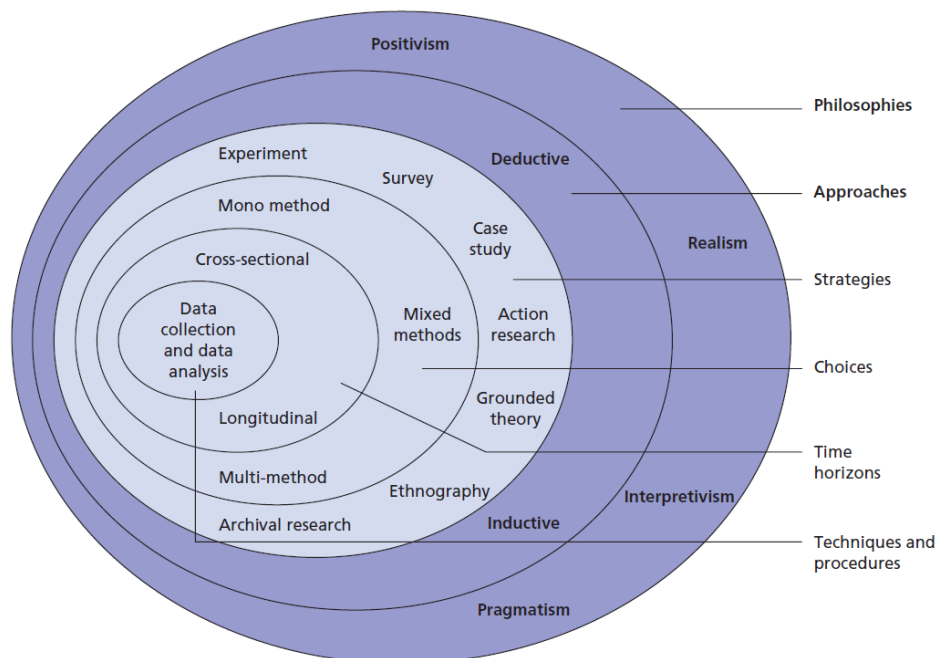 Positivism
Philosophies
Experiment
Deductive
Survey
Approaches
Mono method
Case
study
Realism
Cross-sectional
Strategies
Data
collection
and data
analysis
Mixed
methods
Action
research
Choices
Grounded
theory
Longitudinal
Time
horizons
Multi-method
Ethnography
Interpretivism
Archival research
Inductive
Techniques and
procedures
Pragmatism